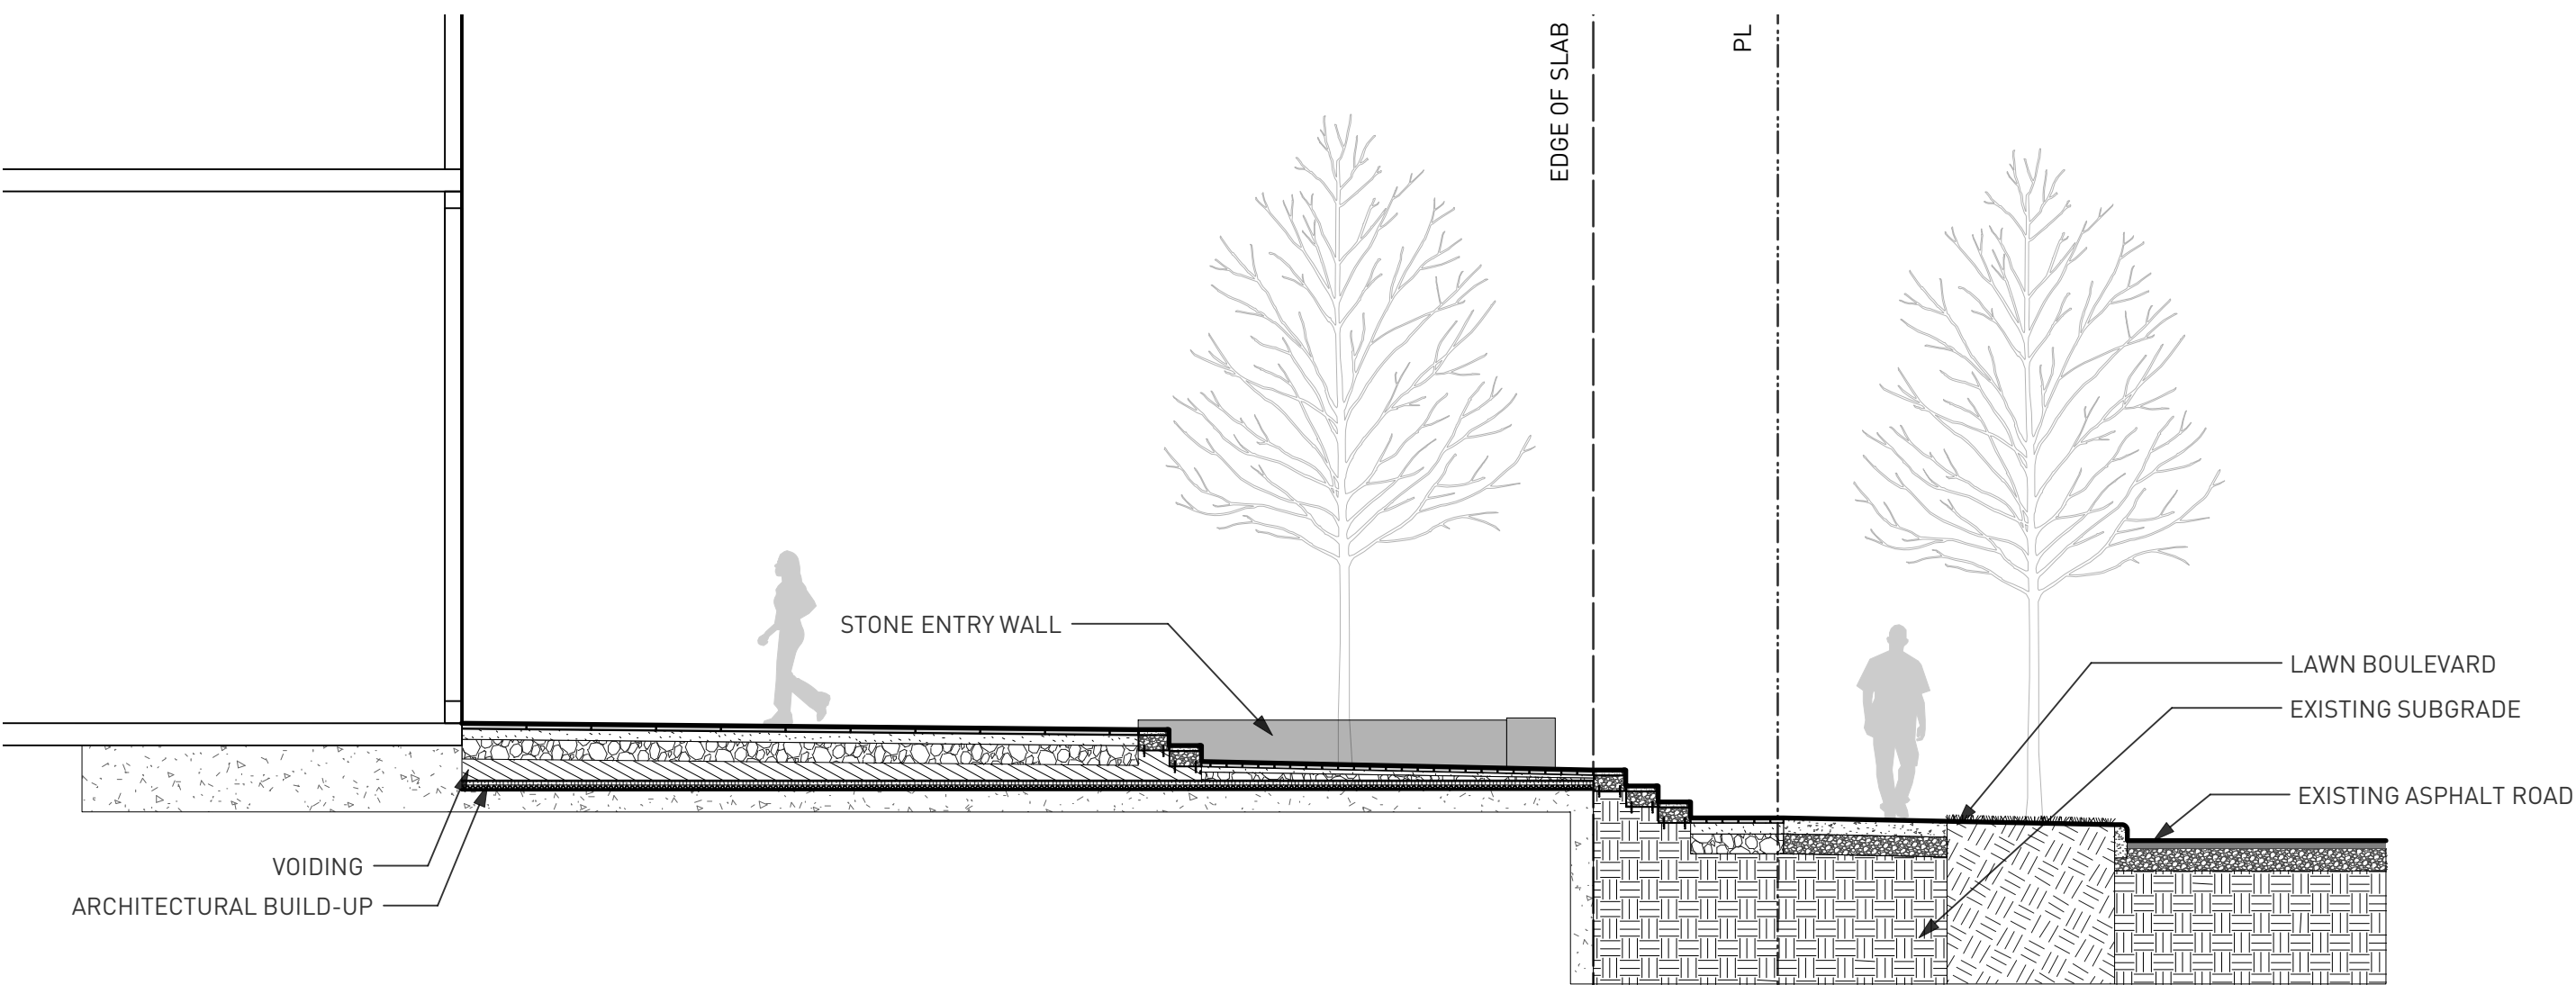 EDGE OF SLAB
PL
STONE ENTRY WALL
LAWN BOULEVARD
EXISTING SUBGRADE
EXISTING ASPHALT ROAD
VOIDING
ARCHITECTURAL BUILD-UP